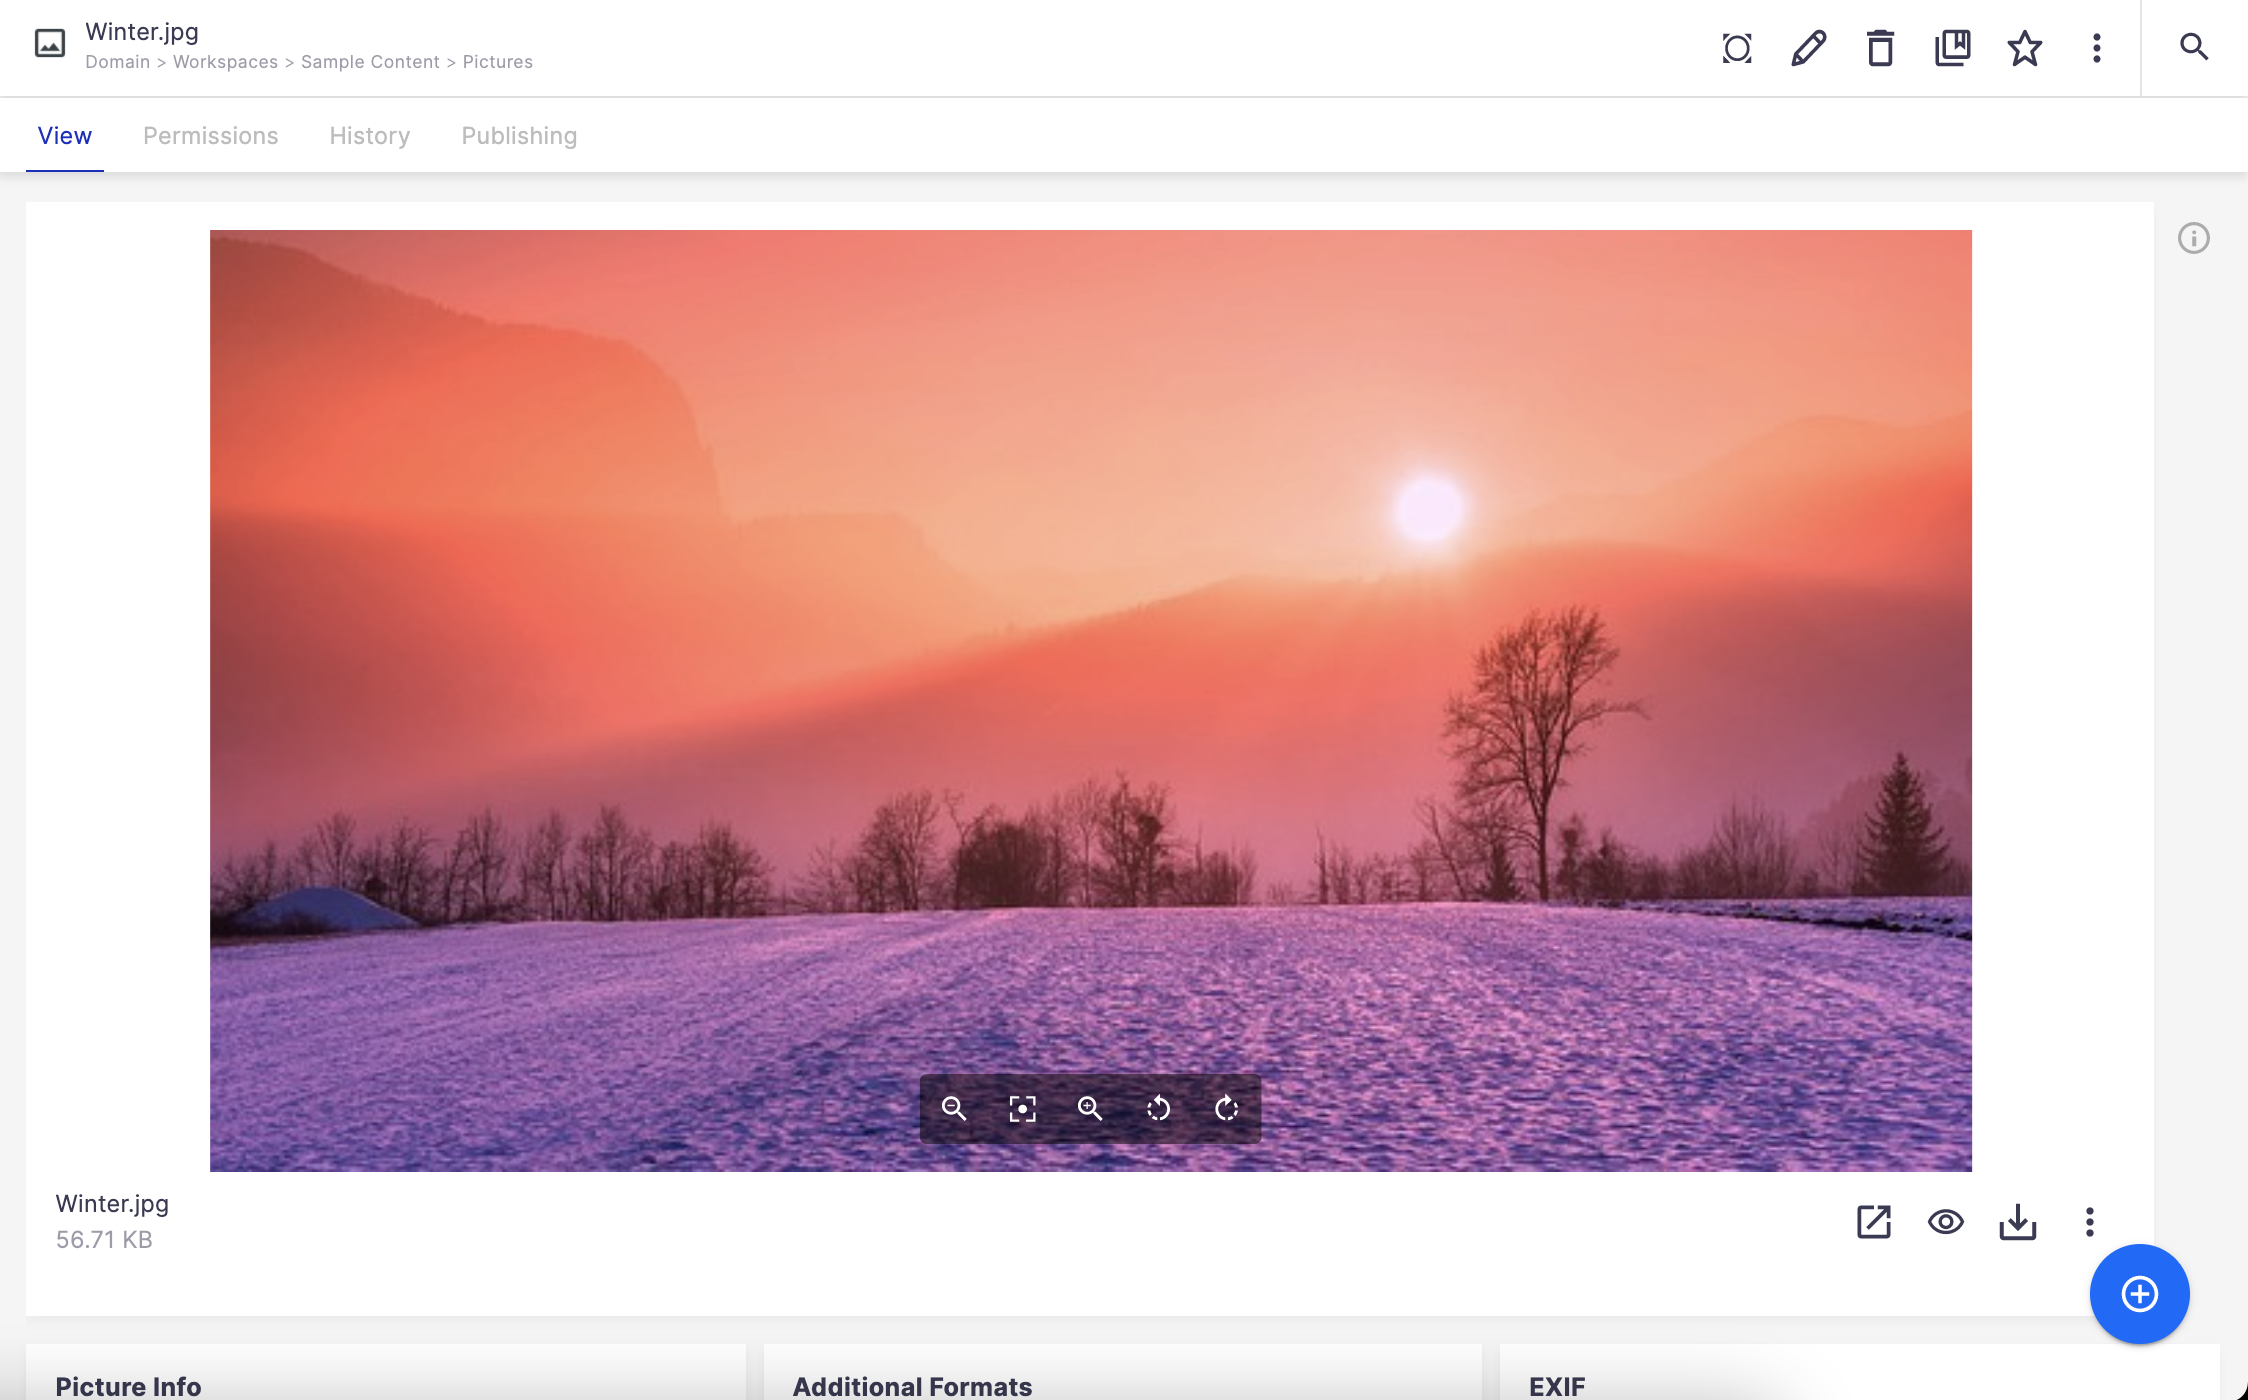 Winter.jpg
Domain > Workspaces > Sample Content > Pictures
View
Permissions
History
Publishing
Winter.jpg
56.71 KB
Picture Info
Additional Formats
EXIF